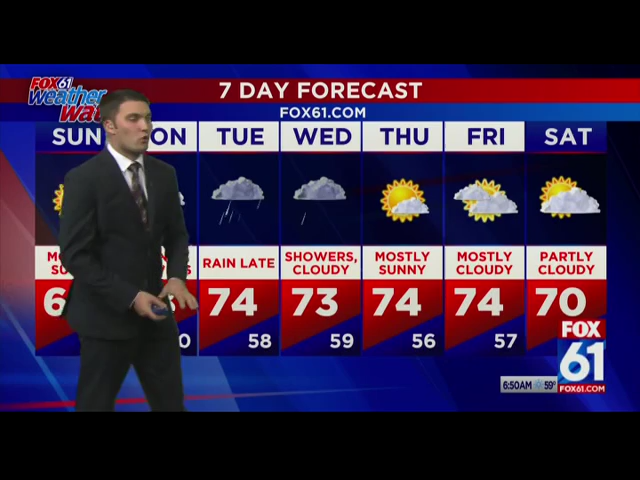 FOX61
Weather
7 DAY FORECAST
FOX61.COM
SUN TUE WED THU FRI SAT
RAIN LATE SHOWERS, CLOUDY MOSTLY SUNNY MOSTLY CLOUDY PARTLY CLOUDY
74 73 74 74 70
58 59 56 57
FOX
61
6:50AM 59°
FOX61.COM